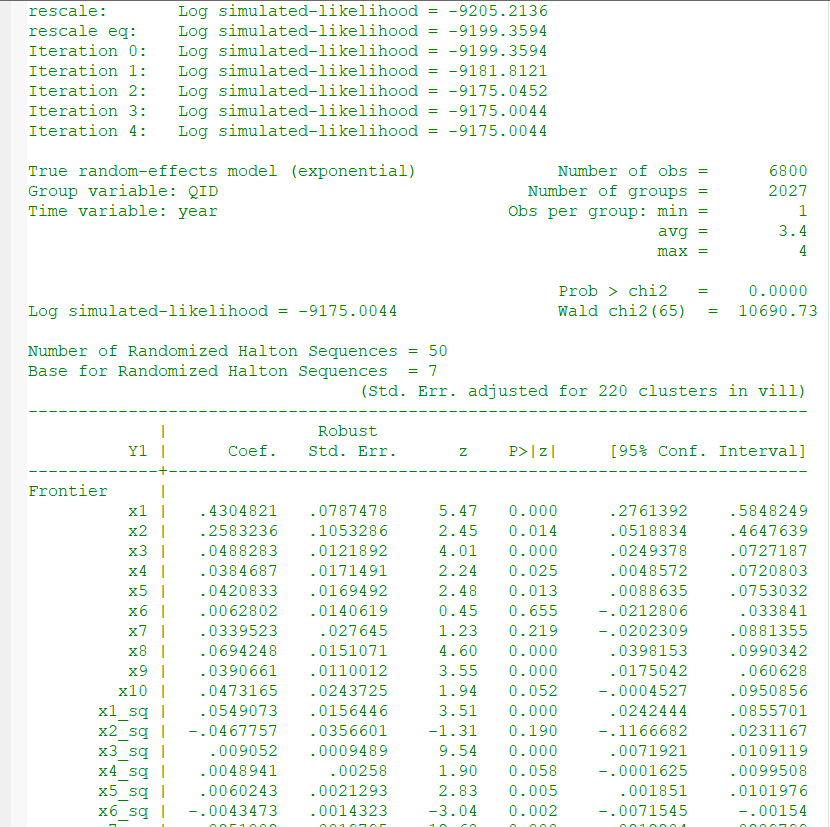 rescale:       Log simulated-likelihood = -9205.2136
rescale eq:    Log simulated-likelihood = -9199.3594
Iteration 0:   Log simulated-likelihood = -9199.3594
Iteration 1:   Log simulated-likelihood = -9181.8121
Iteration 2:   Log simulated-likelihood = -9175.0452
Iteration 3:   Log simulated-likelihood = -9175.0044
Iteration 4:   Log simulated-likelihood = -9175.0044
True random-effects model (exponential)              Number of obs =      6800
Group variable: QID                               Number of groups =      2027
Time variable: year                             Obs per group: min =         1
avg =       3.4
max =         4
Prob > chi2   =    0.0000
Log simulated-likelihood = -9175.0044                Wald chi2(65)  =  10690.73
Number of Randomized Halton Sequences = 50
Base for Randomized Halton Sequences  = 7
(Std. Err. adjusted for 220 clusters in vill)
------------------------------------------------------------------------------
|               Robust
Y1 |      Coef.   Std. Err.      z    P>|z|     [95% Conf. Interval]
-------------+----------------------------------------------------------------
Frontier     |
x1 |   .4304821   .0787478     5.47   0.000     .2761392    .5848249
x2 |   .2583236   .1053286     2.45   0.014     .0518834    .4647639
x3 |   .0488283   .0121892     4.01   0.000     .0249378    .0727187
x4 |   .0384687   .0171491     2.24   0.025     .0048572    .0720803
x5 |   .0420833   .0169492     2.48   0.013     .0088635    .0753032
x6 |   .0062802   .0140619     0.45   0.655    -.0212806     .033841
x7 |   .0339523    .027645     1.23   0.219    -.0202309    .0881355
x8 |   .0694248   .0151071     4.60   0.000     .0398153    .0990342
x9 |   .0390661   .0110012     3.55   0.000     .0175042     .060628
x10 |   .0473165   .0243725     1.94   0.052    -.0004527    .0950856
x1_sq |   .0549073   .0156446     3.51   0.000     .0242444    .0855701
x2_sq |  -.0467757   .0356601    -1.31   0.190    -.1166682    .0231167
x3_sq |    .009052   .0009489     9.54   0.000     .0071921    .0109119
x4_sq |   .0048941     .00258     1.90   0.058    -.0001625    .0099508
x5_sq |   .0060243   .0021293     2.83   0.005      .001851    .0101976
x6_sq |  -.0043473   .0014323    -3.04   0.002    -.0071545     -.00154